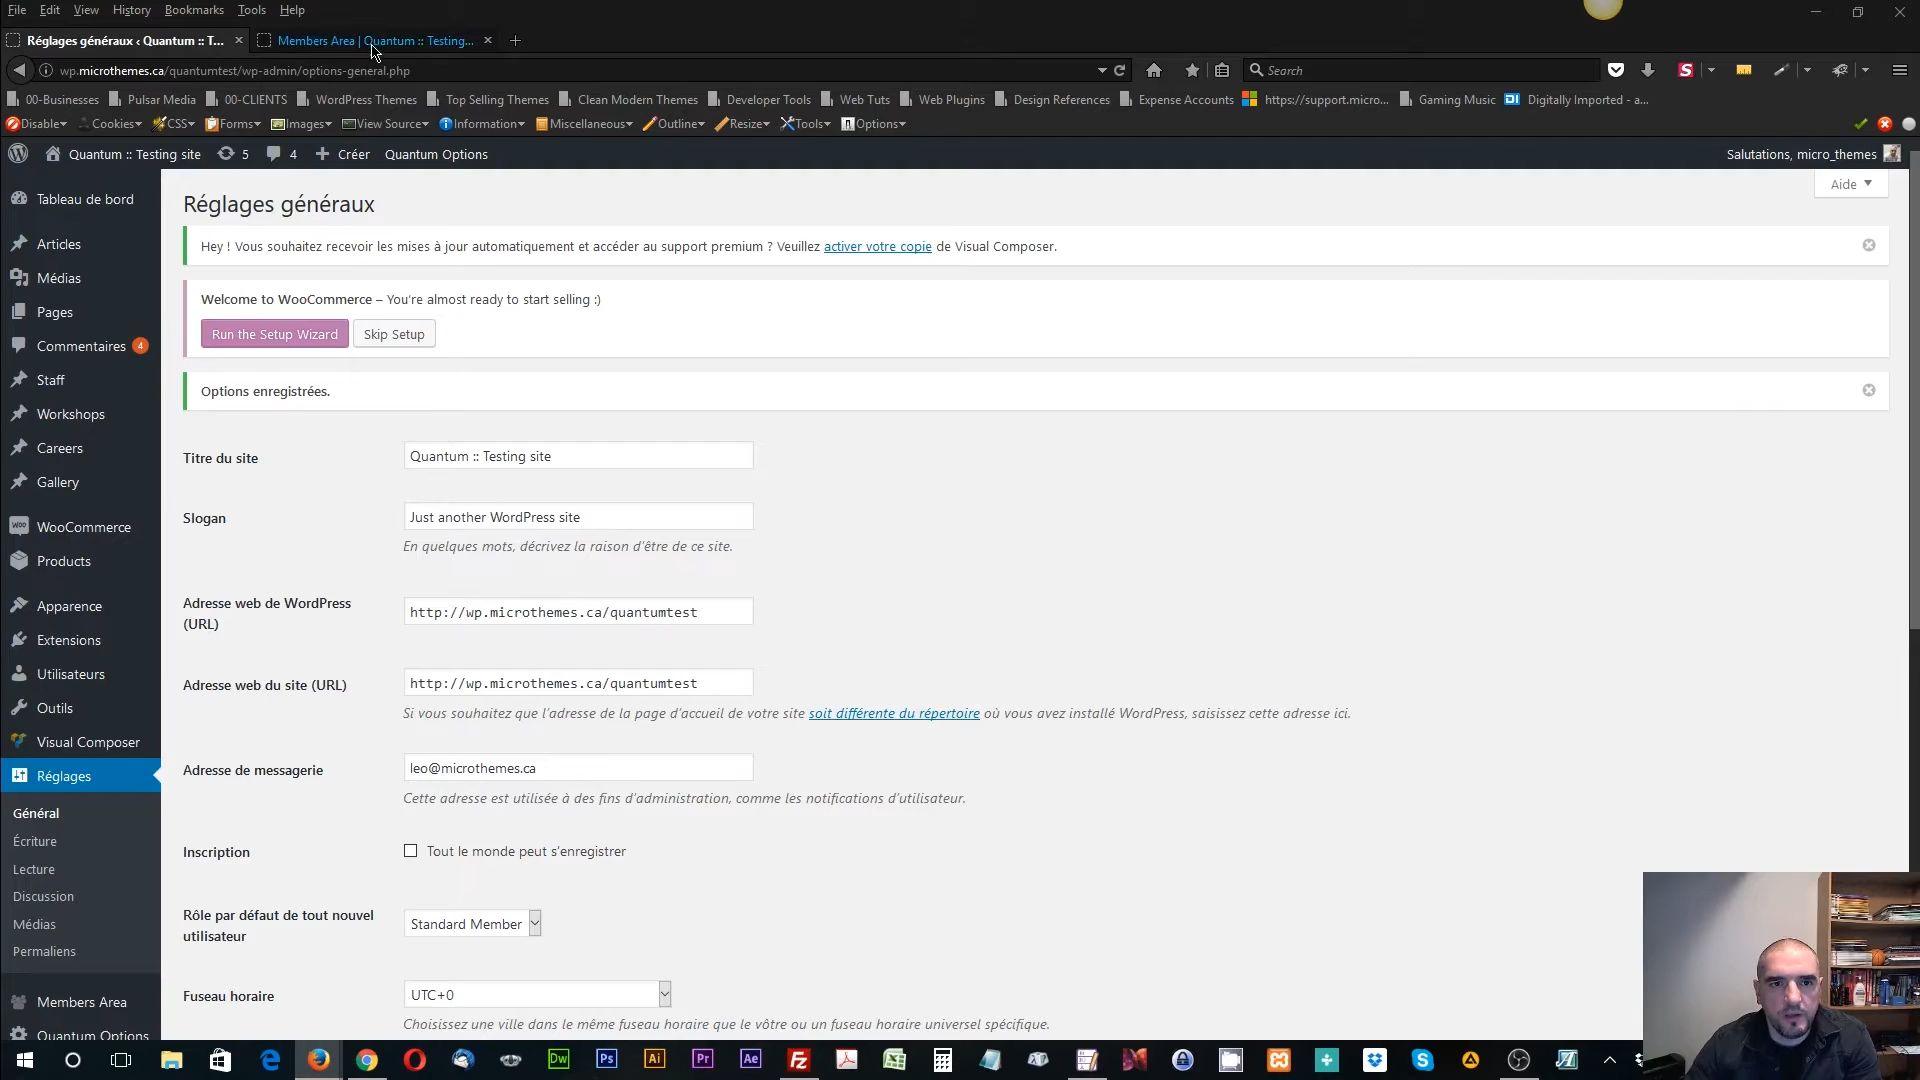 File Edit View History Bookmarks Tools Help
Réglages généraux ‹ Quantum :: T...
Members Area | Quantum :: Testing...
wp.microthemes.ca/quantumtest/wp-admin/options-general.php
Search
00-Businesses Pulsar Media 00-CLIENTS WordPress Themes Top Selling Themes Clean Modern Themes Developer Tools Web Tuts Web Plugins Design References Expense Accounts https://support.micro... Gaming Music DI Digitally Imported - a...
Disable Cookies CSS Forms Images View Source Information Miscellaneous Outline Resize Tools Options
Quantum :: Testing site 5 4 Créer Quantum Options
Salutations, micro_themes
Aide
Tableau de bord
Articles
Médias
Pages
Commentaires 4
Staff
Workshops
Careers
Gallery
WooCommerce
Products
Apparence
Extensions
Utilisateurs
Outils
Visual Composer
Réglages
Général
Écriture
Lecture
Discussion
Médias
Permaliens
Members Area
Quantum Options
Réglages généraux
Hey ! Vous souhaitez recevoir les mises à jour automatiquement et accéder au support premium ? Veuillez activer votre copie de Visual Composer.
Welcome to WooCommerce – You're almost ready to start selling :)
Run the Setup Wizard Skip Setup
Options enregistrées.
Titre du site
Quantum :: Testing site
Slogan
Just another WordPress site
En quelques mots, décrivez la raison d'être de ce site.
Adresse web de WordPress
(URL)
http://wp.microthemes.ca/quantumtest
Adresse web du site (URL)
http://wp.microthemes.ca/quantumtest
Si vous souhaitez que l'adresse de la page d'accueil de votre site soit différente du répertoire où vous avez installé WordPress, saisissez cette adresse ici.
Adresse de messagerie
leo@microthemes.ca
Cette adresse est utilisée à des fins d'administration, comme les notifications d'utilisateur.
Inscription
Tout le monde peut s'enregistrer
Rôle par défaut de tout nouvel
utilisateur
Standard Member
Fuseau horaire
UTC+0
Choisissez une ville dans le même fuseau horaire que le vôtre ou un fuseau horaire universel spécifique.
Dw Ps Ai Pr Ae Fz